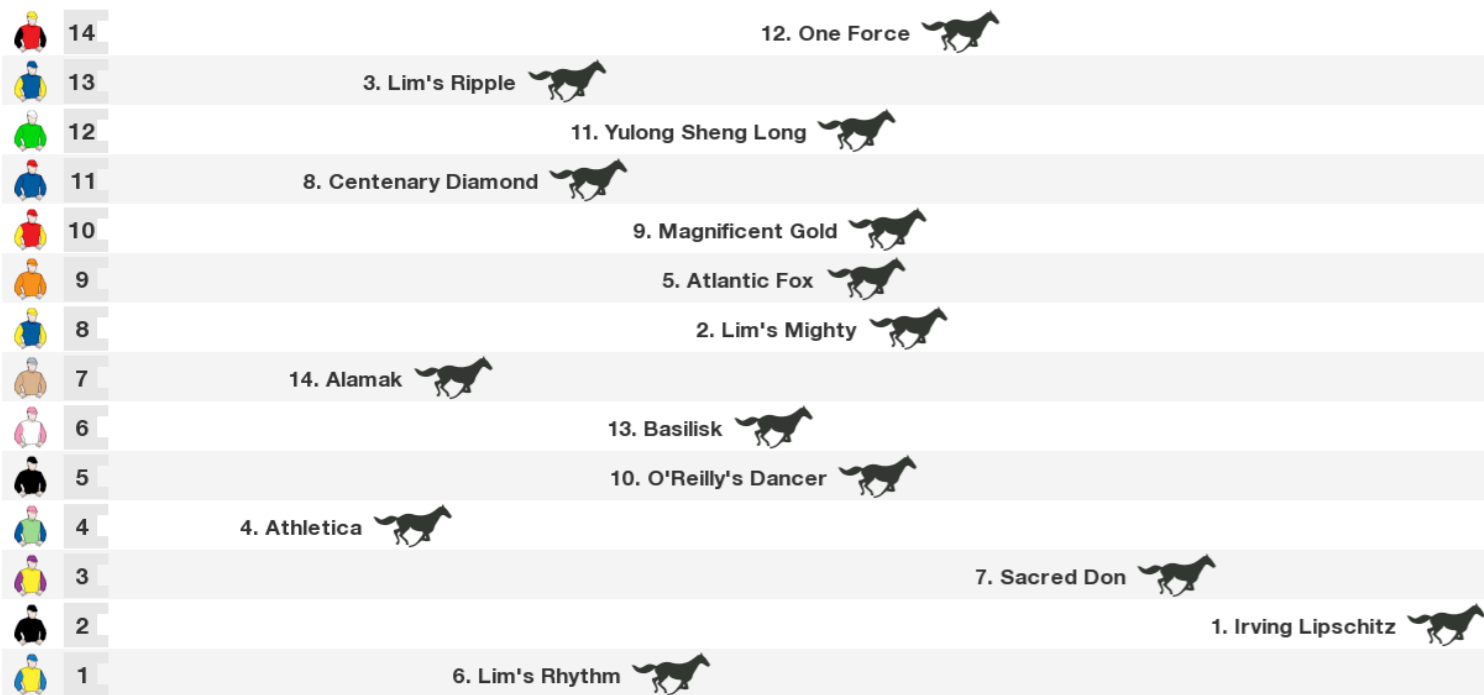 14 12. One Force
13 3. Lim's Ripple
12 11. Yulong Sheng Long
11 8. Centenary Diamond
10 9. Magnificent Gold
9 5. Atlantic Fox
8 2. Lim's Mighty
7 14. Alamak
6 13. Basilisk
5 10. O'Reilly's Dancer
4 4. Athletica
3 7. Sacred Don
2 1. Irving Lipschitz
1 6. Lim's Rhythm